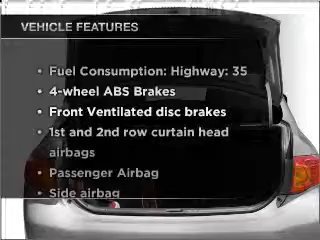 VEHICLE FEATURES
• Fuel Consumption: Highway: 35
• 4-wheel ABS Brakes
• Front Ventilated disc brakes
• 1st and 2nd row curtain head
airbags
• Passenger Airbag
• Side airbag